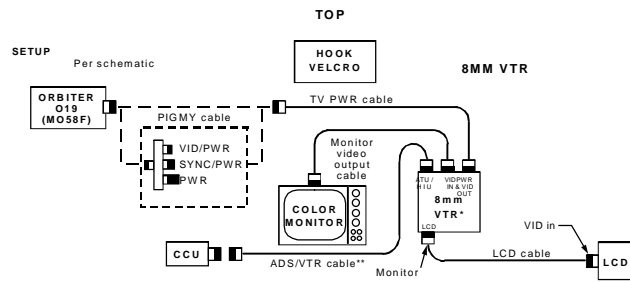 TOP
SETUP
Per schematic
HOOK
VELCRO
8MM VTR
ORBITER
O19
(MO58F)
TV PWR cable
PIGMY cable
VID/PWR
SYNC/PWR
PWR
Monitor
video
output
cable
ATU /
HIU
VIDPWR
IN & VID
OUT
8mm
VTR*
LCD
COLOR
MONITOR
VID in
CCU
ADS/VTR cable**
Monitor
LCD cable
LCD